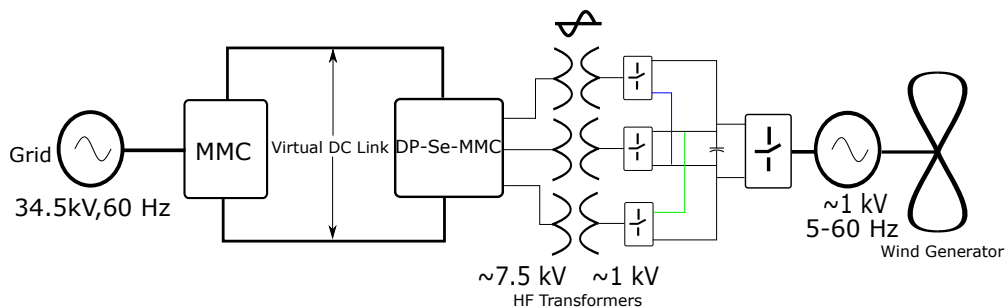 Grid
34.5kV,60 Hz
MMC
Virtual DC Link
DP-Se-MMC
~7.5 kV
~1 kV
HF Transformers
~1 kV
5-60 Hz
Wind Generator